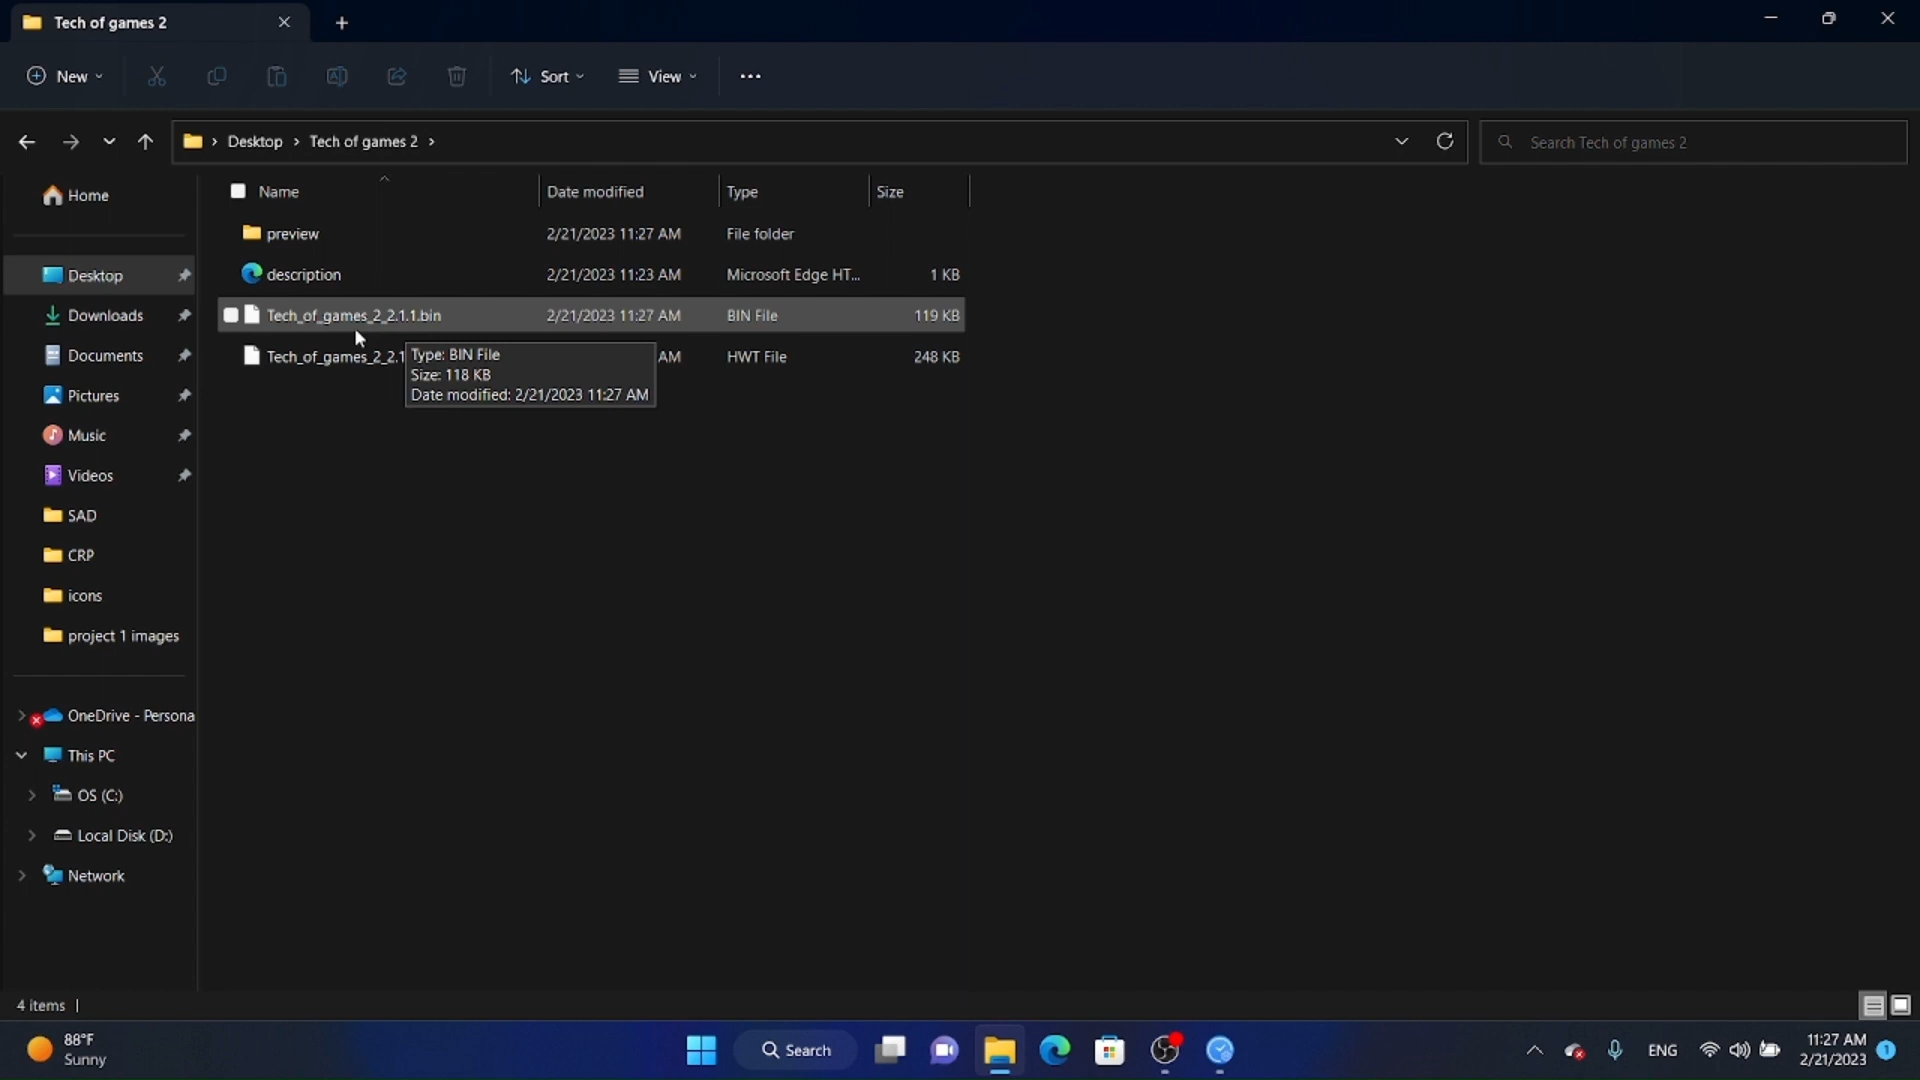 Tech of games 2
New
Sort
View
Desktop
Tech of games 2
Search Tech of games 2
Name
Date modified
Type
Size
preview
2/21/2023 11:27 AM
File folder
description
2/21/2023 11:23 AM
Microsoft Edge HT...
1 KB
Tech_of_games_2_2.1.1.bin
2/21/2023 11:27 AM
BIN File
119 KB
Tech_of_games_2_2.1
AM
HWT File
248 KB
Type: BIN File
Size: 118 KB
Date modified: 2/21/2023 11:27 AM
Home
Desktop
Downloads
Documents
Pictures
Music
Videos
SAD
CRP
icons
project 1 images
OneDrive - Persona
This PC
OS (C:)
Local Disk (D:)
Network
4 items
88°F
Sunny
Search
ENG
11:27 AM
2/21/2023
1